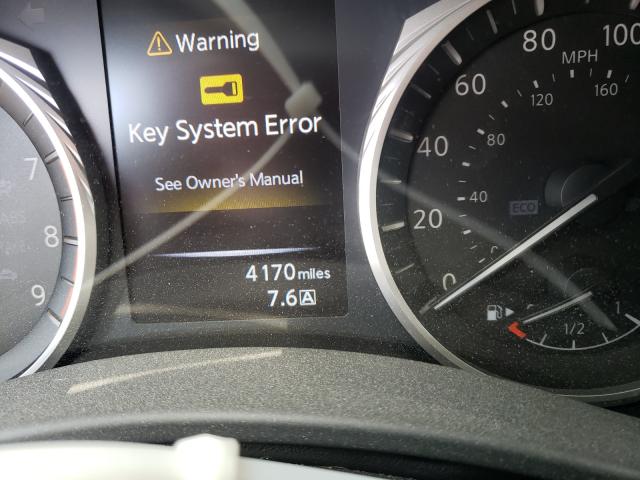 Warning
Key System Error
See Owner's Manual
4170 miles
7.6 A
7
8
9
0
20
40
60
80
100
MPH
40
80
120
160
ECO
1/2
1